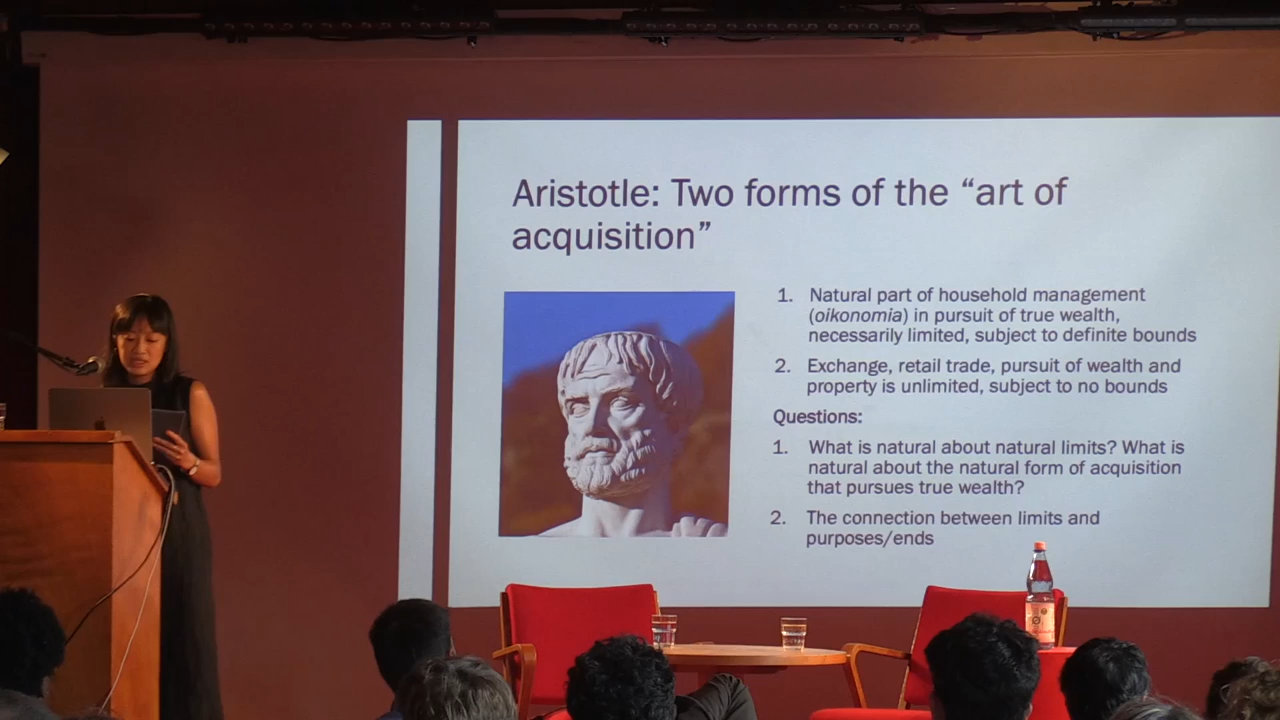 Aristotle: Two forms of the “art of
acquisition”
1. Natural part of household management
(oikonomia) in pursuit of true wealth,
necessarily limited, subject to definite bounds
2. Exchange, retail trade, pursuit of wealth and
property is unlimited, subject to no bounds
Questions:
1. What is natural about natural limits? What is
natural about the natural form of acquisition
that pursues true wealth?
2. The connection between limits and
purposes/ends